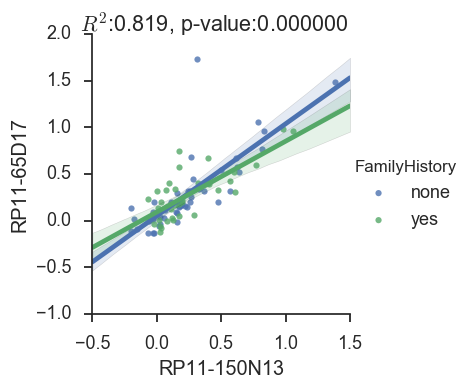 R²:0.819, p-value:0.000000
2.0
1.5
1.0
0.5
0.0
−0.5
−1.0
RP11-65D17
−0.5 0.0 0.5 1.0 1.5
RP11-150N13
FamilyHistory
none
yes